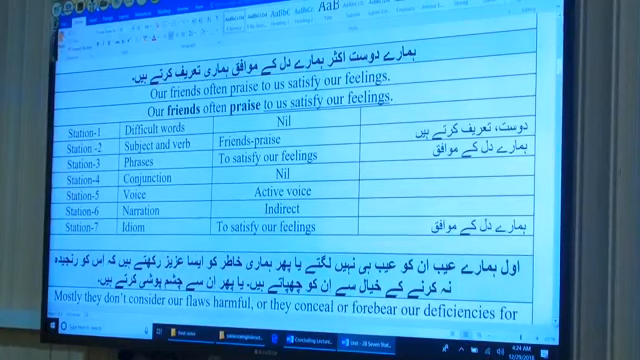 ہمارے دوست اکثر ہمارے دل کے موافق ہماری تعریف کرتے ہیں۔
Our friends often praise to us satisfy our feelings.
Our friends often praise to us satisfy our feelings.
Station-1 Difficult words Nil
Station -2 Subject and verb Friends-praise دوست، تعریف کرتے ہیں
Station-3 Phrases To satisfy our feelings ہمارے دل کے موافق
Station-4 Conjunction Nil
Station-5 Voice Active voice
Station-6 Narration Indirect
Station-7 Idiom To satisfy our feelings ہمارے دل کے موافق
اول ہمارے عیب ان کو عیب ہی نہیں لگتے یا پھر ہماری خاطر کو ایسا عزیز رکھتے ہیں کہ اس کو رنجیدہ
نہ کرنے کے خیال سے ان کو چھپاتے ہیں۔ یا پھر ان سے چشم پوشی کرتے ہیں۔
Mostly they don't consider our flaws harmful, or they conceal or forebear our deficiencies for
4:24 AM
12/29/2018